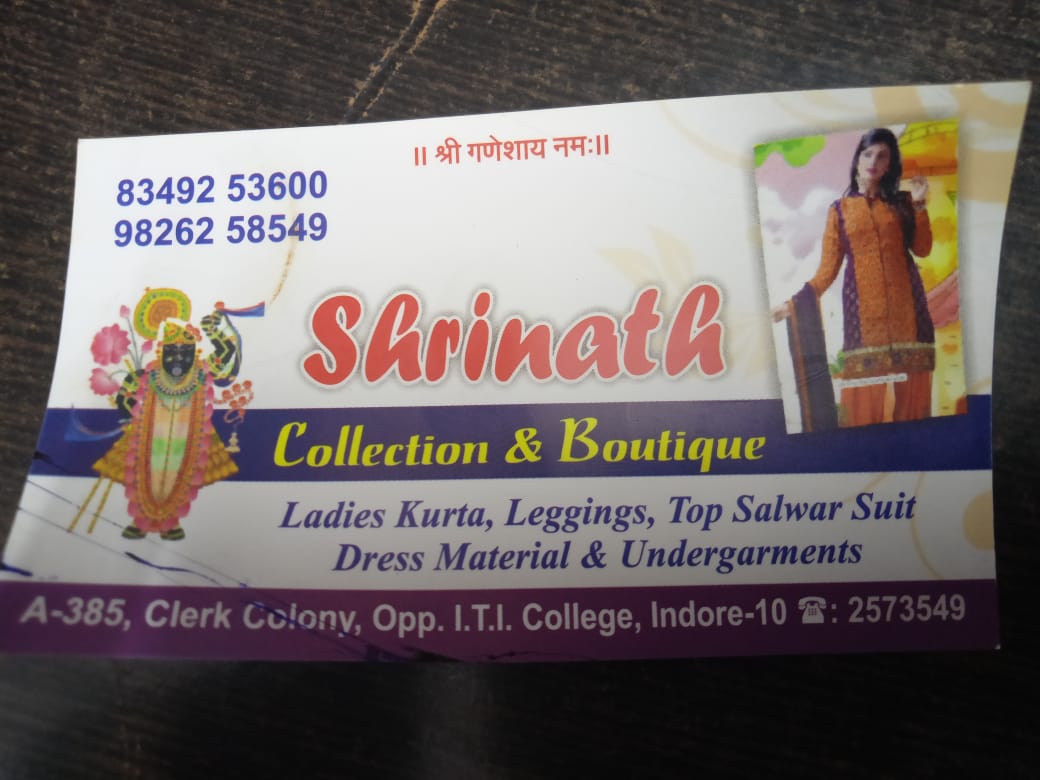 ॥ श्री गणेशाय नमः॥
83492 53600
98262 58549
Shrinath
Collection & Boutique
Ladies Kurta, Leggings, Top Salwar Suit
Dress Material & Undergarments
A-385, Clerk Colony, Opp. I.T.I. College, Indore-10 ☎: 2573549